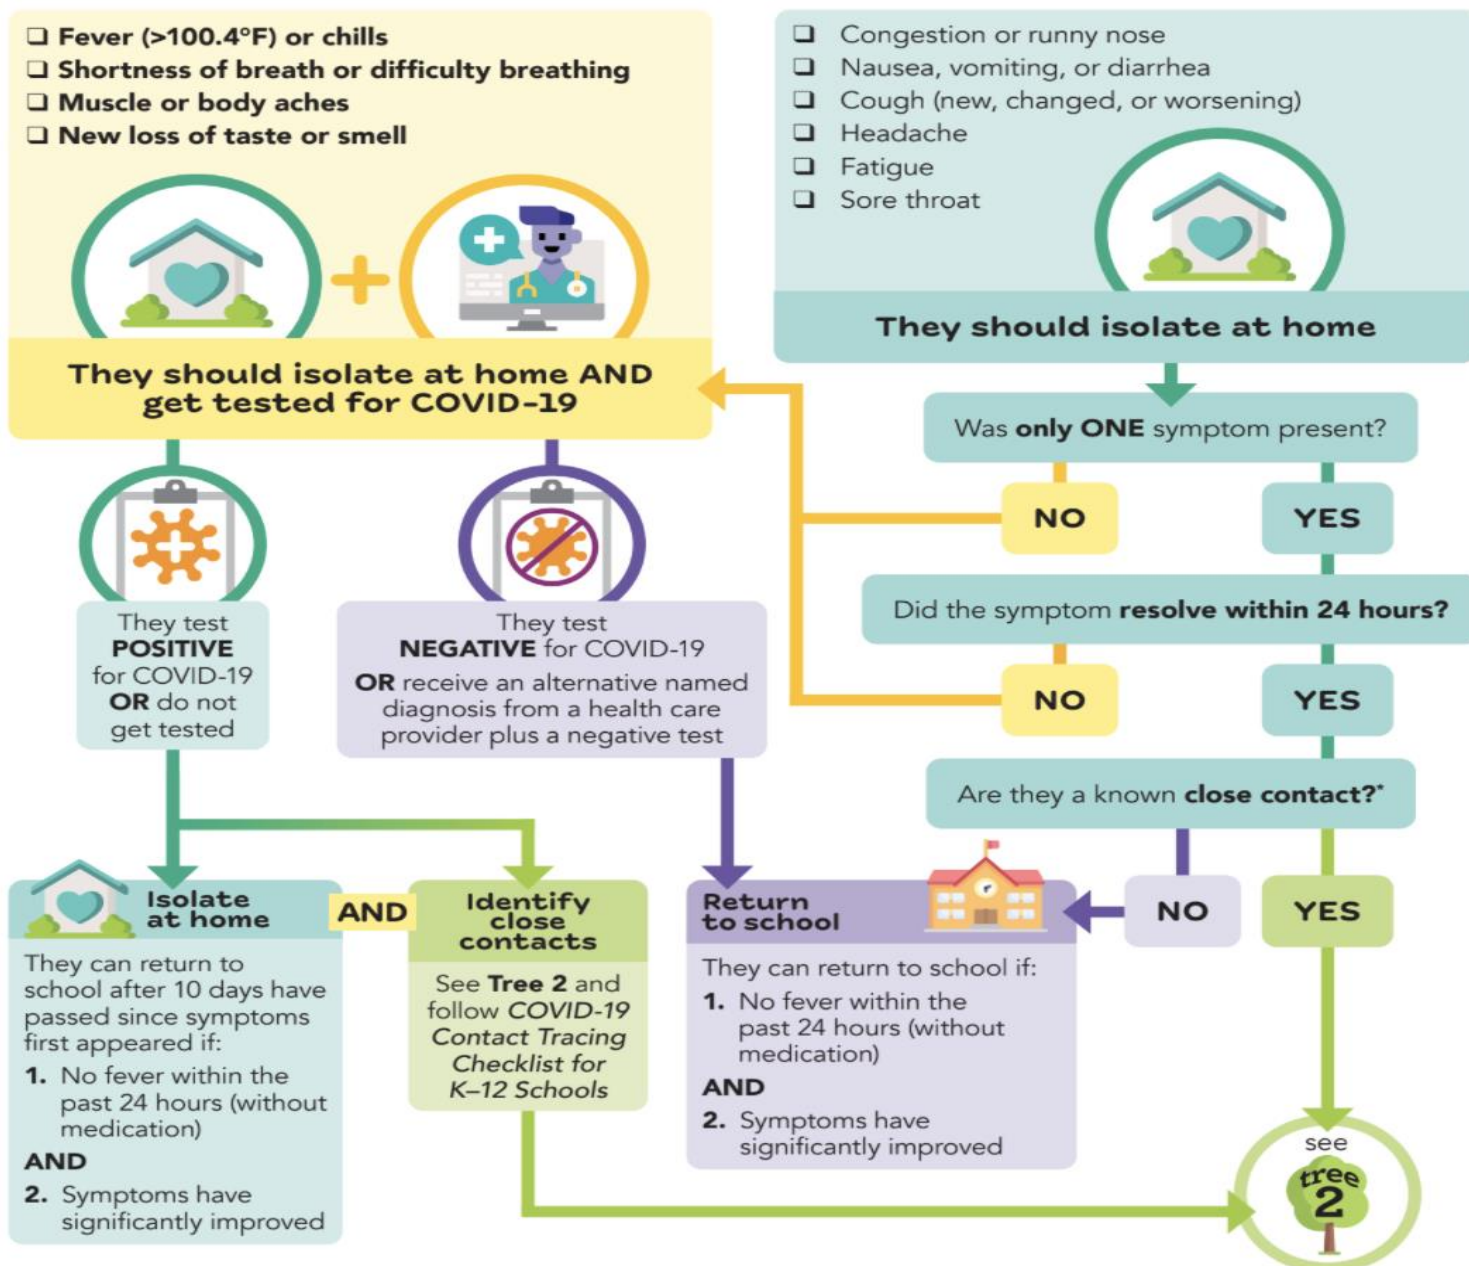 ❑ Fever (>100.4°F) or chills
❑ Shortness of breath or difficulty breathing
❑ Muscle or body aches
❑ New loss of taste or smell
They should isolate at home AND
get tested for COVID-19
❑ Congestion or runny nose
❑ Nausea, vomiting, or diarrhea
❑ Cough (new, changed, or worsening)
❑ Headache
❑ Fatigue
❑ Sore throat
They should isolate at home
Was only ONE symptom present?
NO
YES
Did the symptom resolve within 24 hours?
NO
YES
Are they a known close contact?*
NO
YES
They test
POSITIVE
for COVID-19
OR do not
get tested
They test
NEGATIVE for COVID-19
OR receive an alternative named
diagnosis from a health care
provider plus a negative test
Isolate
at home
They can return to
school after 10 days have
passed since symptoms
first appeared if:
1. No fever within the
past 24 hours (without
medication)
AND
2. Symptoms have
significantly improved
AND
Identify
close
contacts
See Tree 2 and
follow COVID-19
Contact Tracing
Checklist for
K–12 Schools
Return
to school
They can return to school if:
1. No fever within the
past 24 hours (without
medication)
AND
2. Symptoms have
significantly improved
see
tree
2